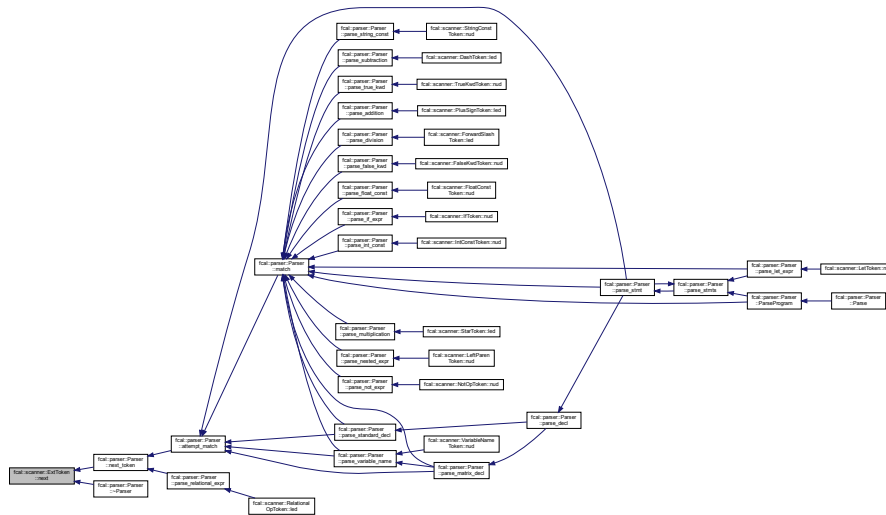 fcal::parser::Parser
::parse_string_const
fcal::scanner::StringConst
Token::nud
fcal::parser::Parser
::parse_subtraction
fcal::scanner::DashToken::led
fcal::parser::Parser
::parse_true_kwd
fcal::scanner::TrueKwdToken::nud
fcal::parser::Parser
::parse_addition
fcal::scanner::PlusSignToken::led
fcal::parser::Parser
::parse_division
fcal::scanner::ForwardSlash
Token::led
fcal::parser::Parser
::parse_false_kwd
fcal::scanner::FalseKwdToken::nud
fcal::parser::Parser
::parse_float_const
fcal::scanner::FloatConst
Token::nud
fcal::parser::Parser
::parse_if_expr
fcal::scanner::IfToken::nud
fcal::parser::Parser
::parse_int_const
fcal::scanner::IntConstToken::nud
fcal::parser::Parser
::match
fcal::parser::Parser
::parse_let_expr
fcal::scanner::LetToken::n
fcal::parser::Parser
::parse_stmt
fcal::parser::Parser
::parse_stmts
fcal::parser::Parser
::ParseProgram
fcal::parser::Parser
::Parse
fcal::parser::Parser
::parse_multiplication
fcal::scanner::StarToken::led
fcal::parser::Parser
::parse_nested_expr
fcal::scanner::LeftParen
Token::nud
fcal::parser::Parser
::parse_not_expr
fcal::scanner::NotOpToken::nud
fcal::parser::Parser
::parse_decl
fcal::parser::Parser
::parse_standard_decl
fcal::parser::Parser
::attempt_match
fcal::scanner::VariableName
Token::nud
fcal::parser::Parser
::parse_variable_name
fcal::parser::Parser
::parse_matrix_decl
fcal::parser::Parser
::next_token
fcal::scanner::ExtToken
::next
fcal::parser::Parser
::parse_relational_expr
fcal::parser::Parser
::~Parser
fcal::scanner::Relational
OpToken::led